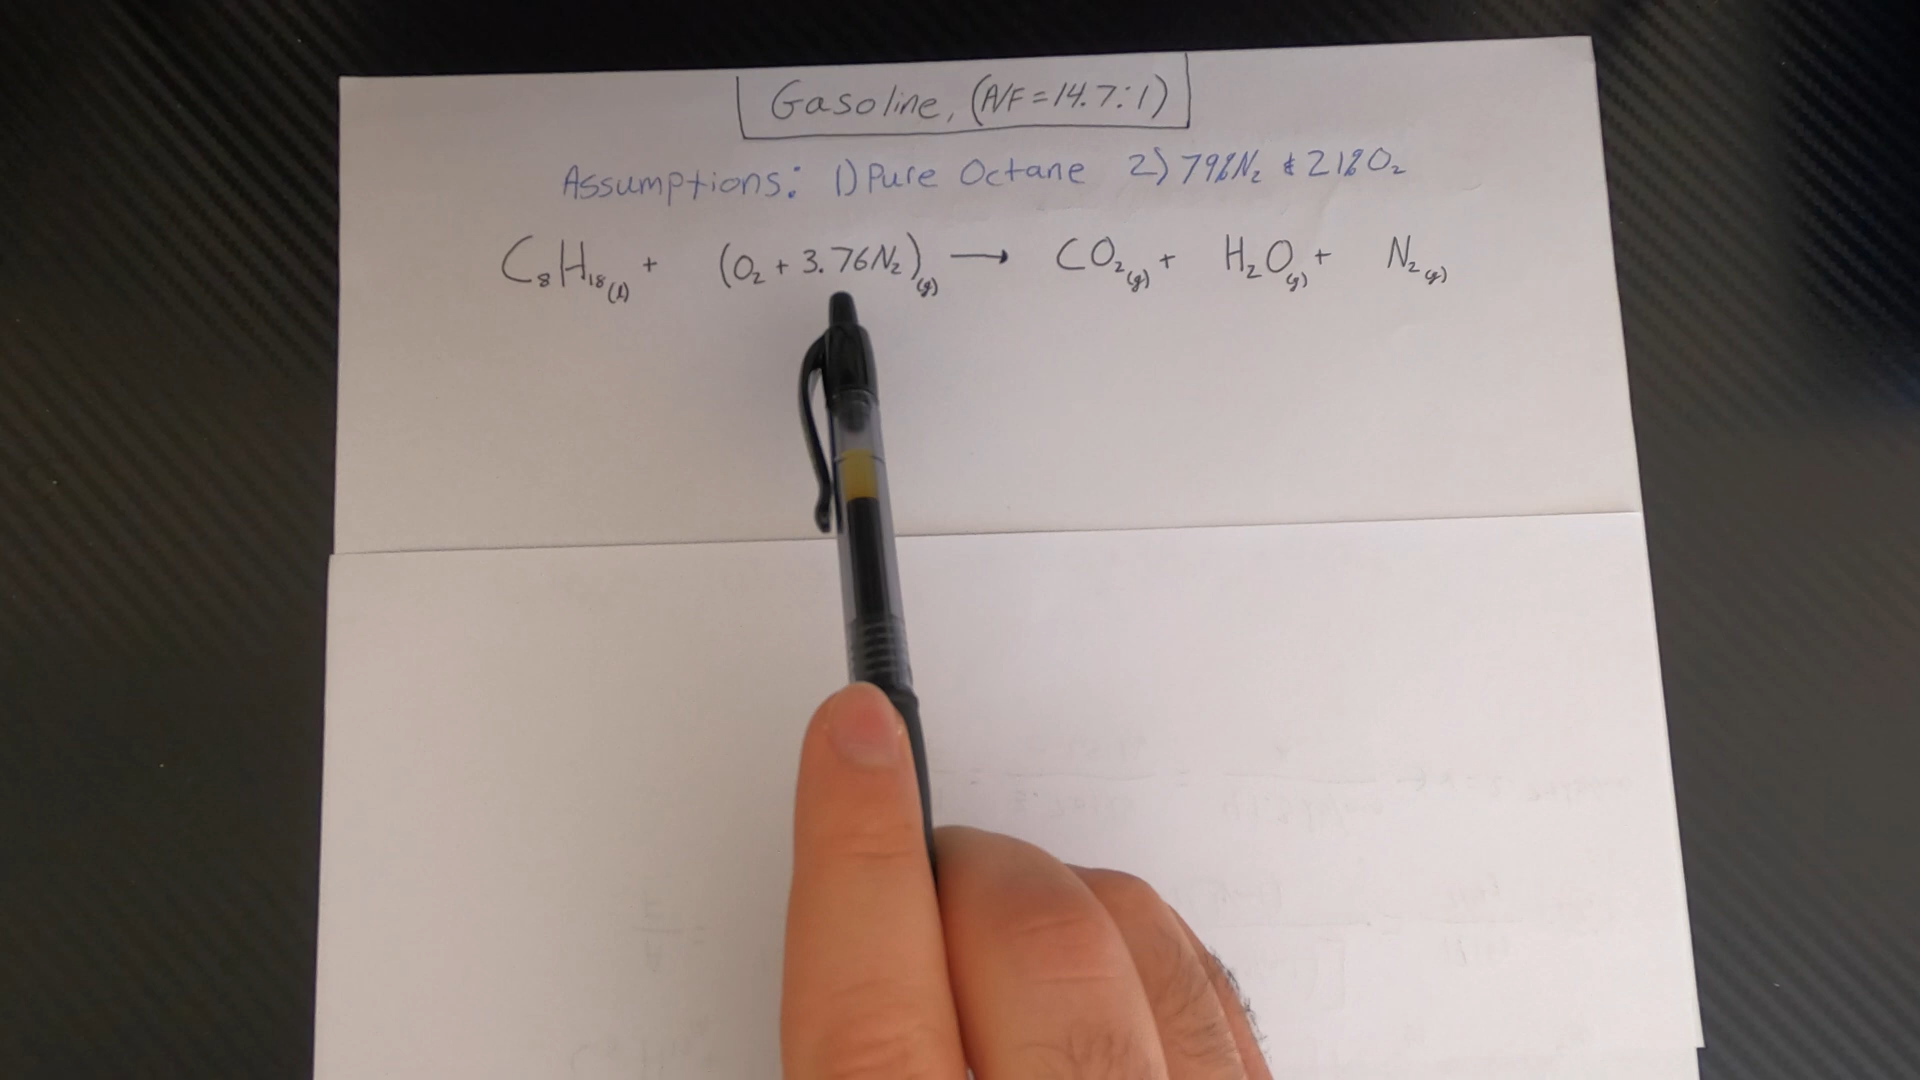 Gasoline, (A/F = 14.7:1)
Assumptions: 1) Pure Octane 2) 79% N₂ & 21% O₂
C₈H₁₈(l) + (O₂ + 3.76N₂)(g) → CO₂(g) + H₂O(g) + N₂(g)